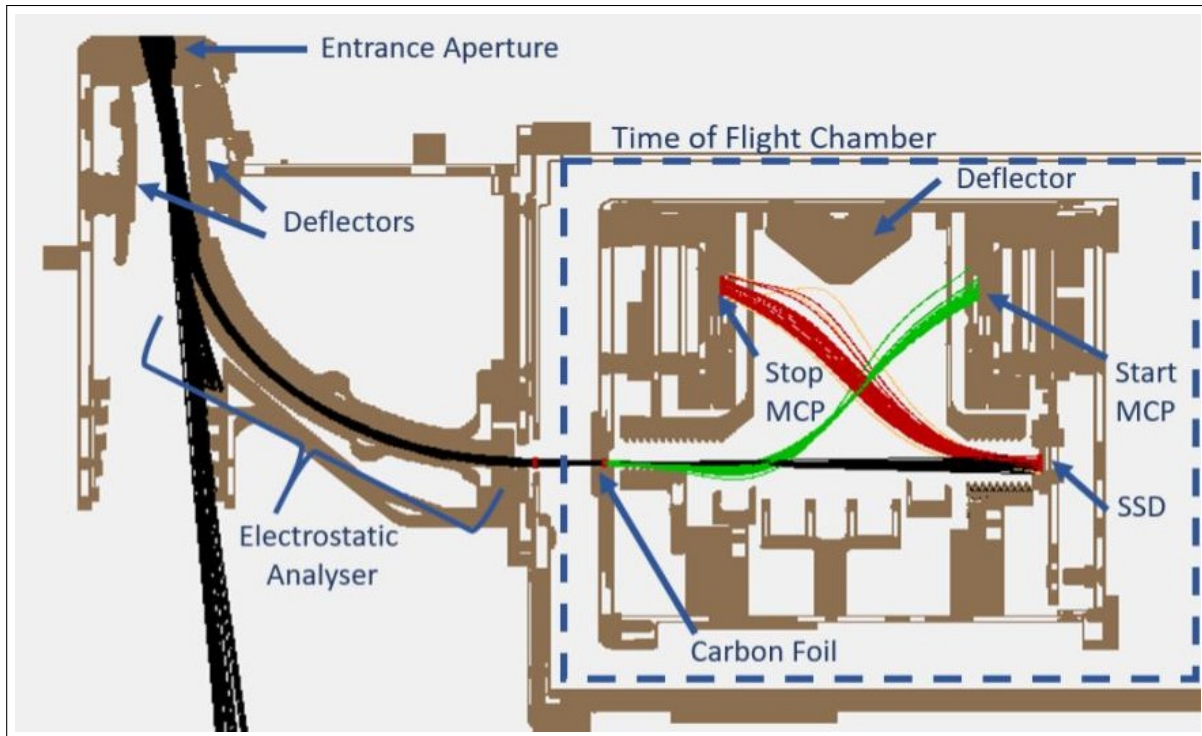 Entrance Aperture
Time of Flight Chamber
Deflector
Deflectors
Stop
MCP
Start
MCP
SSD
Electrostatic
Analyser
Carbon Foil